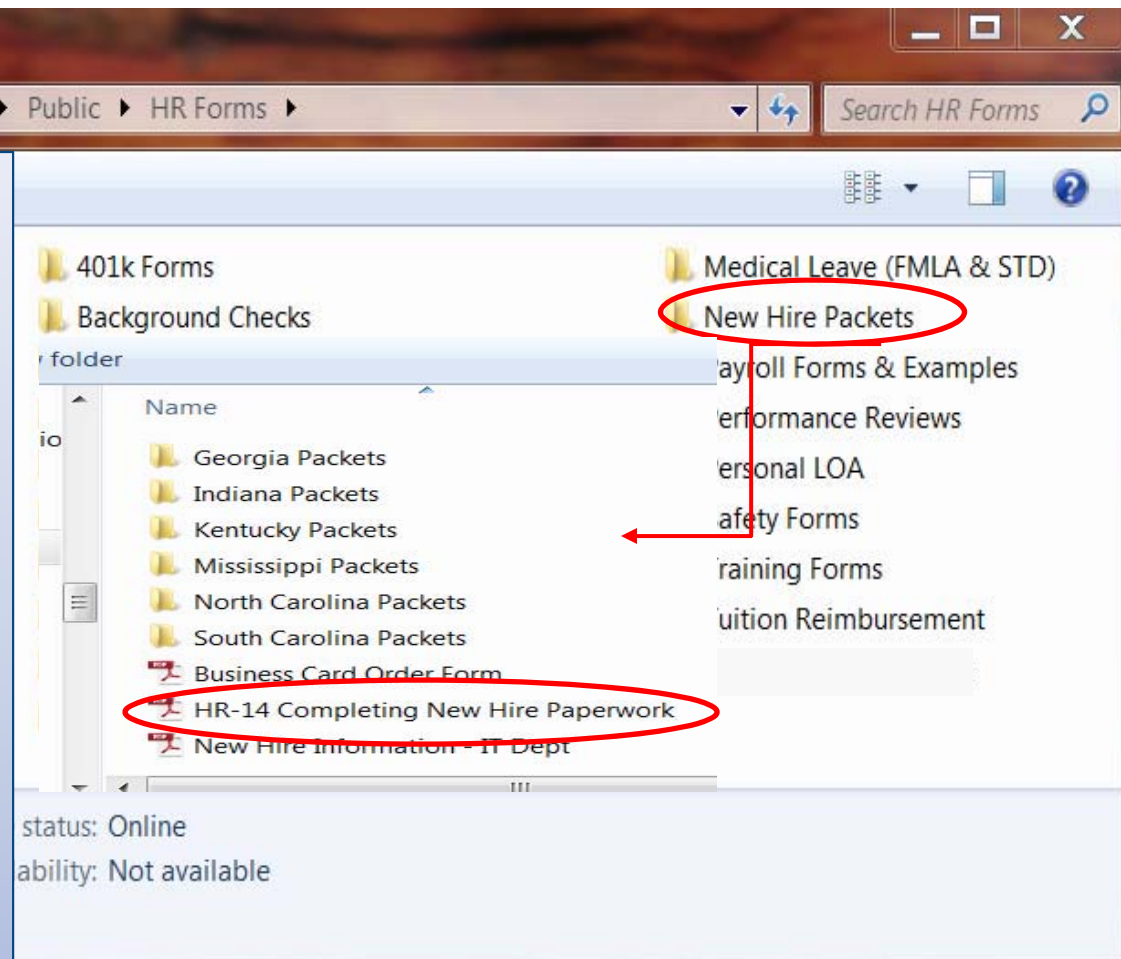 Public HR Forms Search HR Forms
401k Forms
Background Checks
Medical Leave (FMLA & STD)
New Hire Packets
ayroll Forms & Examples
erformance Reviews
ersonal LOA
afety Forms
raining Forms
uition Reimbursement
folder
io
Name
Georgia Packets
Indiana Packets
Kentucky Packets
Mississippi Packets
North Carolina Packets
South Carolina Packets
Business Card Order Form
HR-14 Completing New Hire Paperwork
New Hire Information - IT Dept
status: Online
ability: Not available